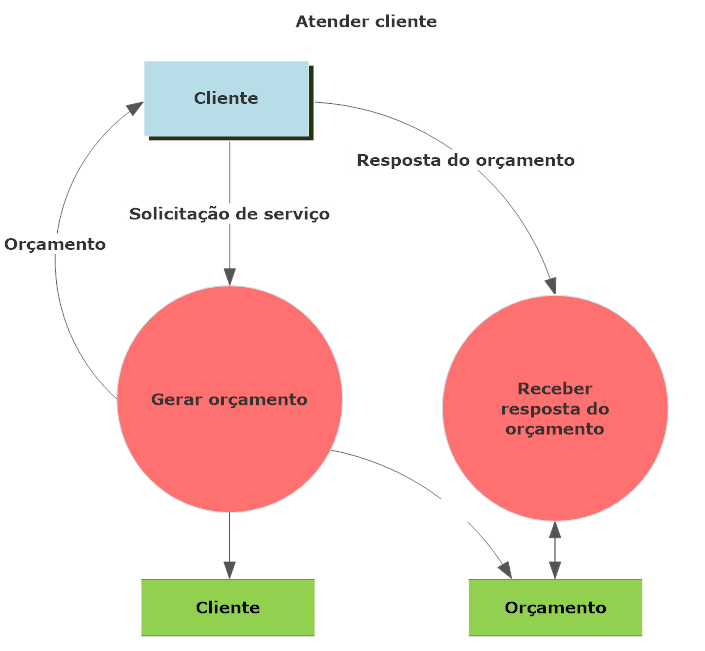 Atender cliente
Cliente
Resposta do orçamento
Solicitação de serviço
Orçamento
Gerar orçamento
Receber
resposta do
orçamento
Cliente
Orçamento